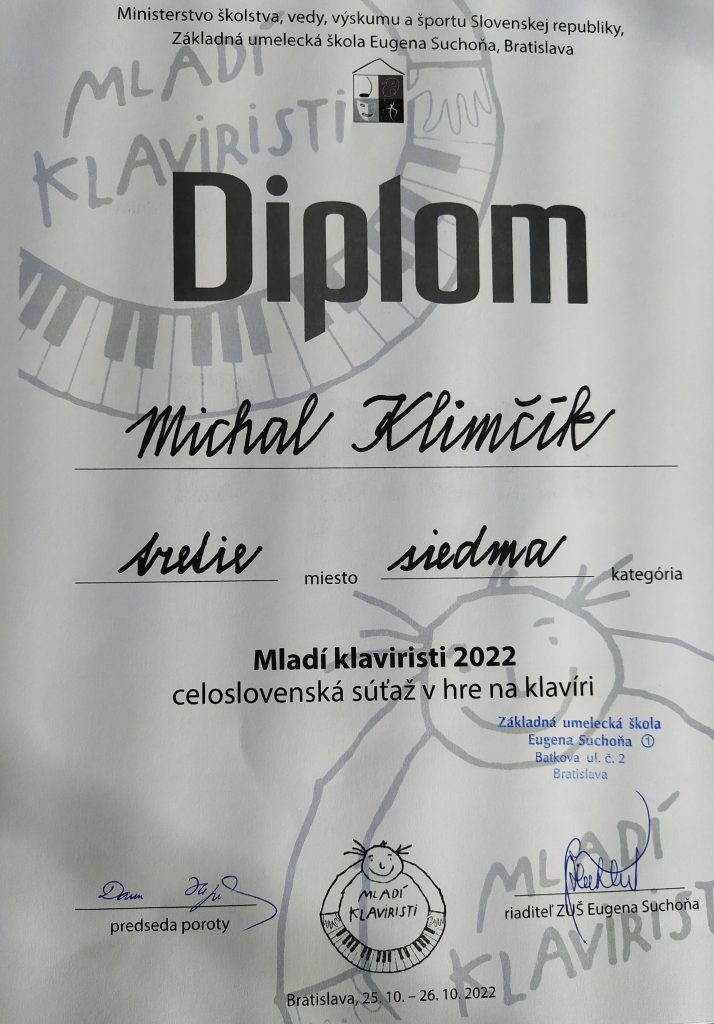 Ministerstvo školstva, vedy, výskumu a športu Slovenskej republiky,
Základná umelecká škola Eugena Suchoňa, Bratislava
MLADÍ
KLAVIRISTI
Diplom
Michal Klimčík
tretie miesto siedma kategória
Mladí klaviristi 2022
celoslovenská súťaž v hre na klavíri
Základná umelecká škola
Eugena Suchoňa 1
Batkova ul. č. 2
Bratislava
predseda poroty
MLADÍ
KLAVIRISTI
riaditeľ ZUŠ Eugena Suchoňa
MLADÍ
KLAVIRISTI
Bratislava, 25. 10. – 26. 10. 2022